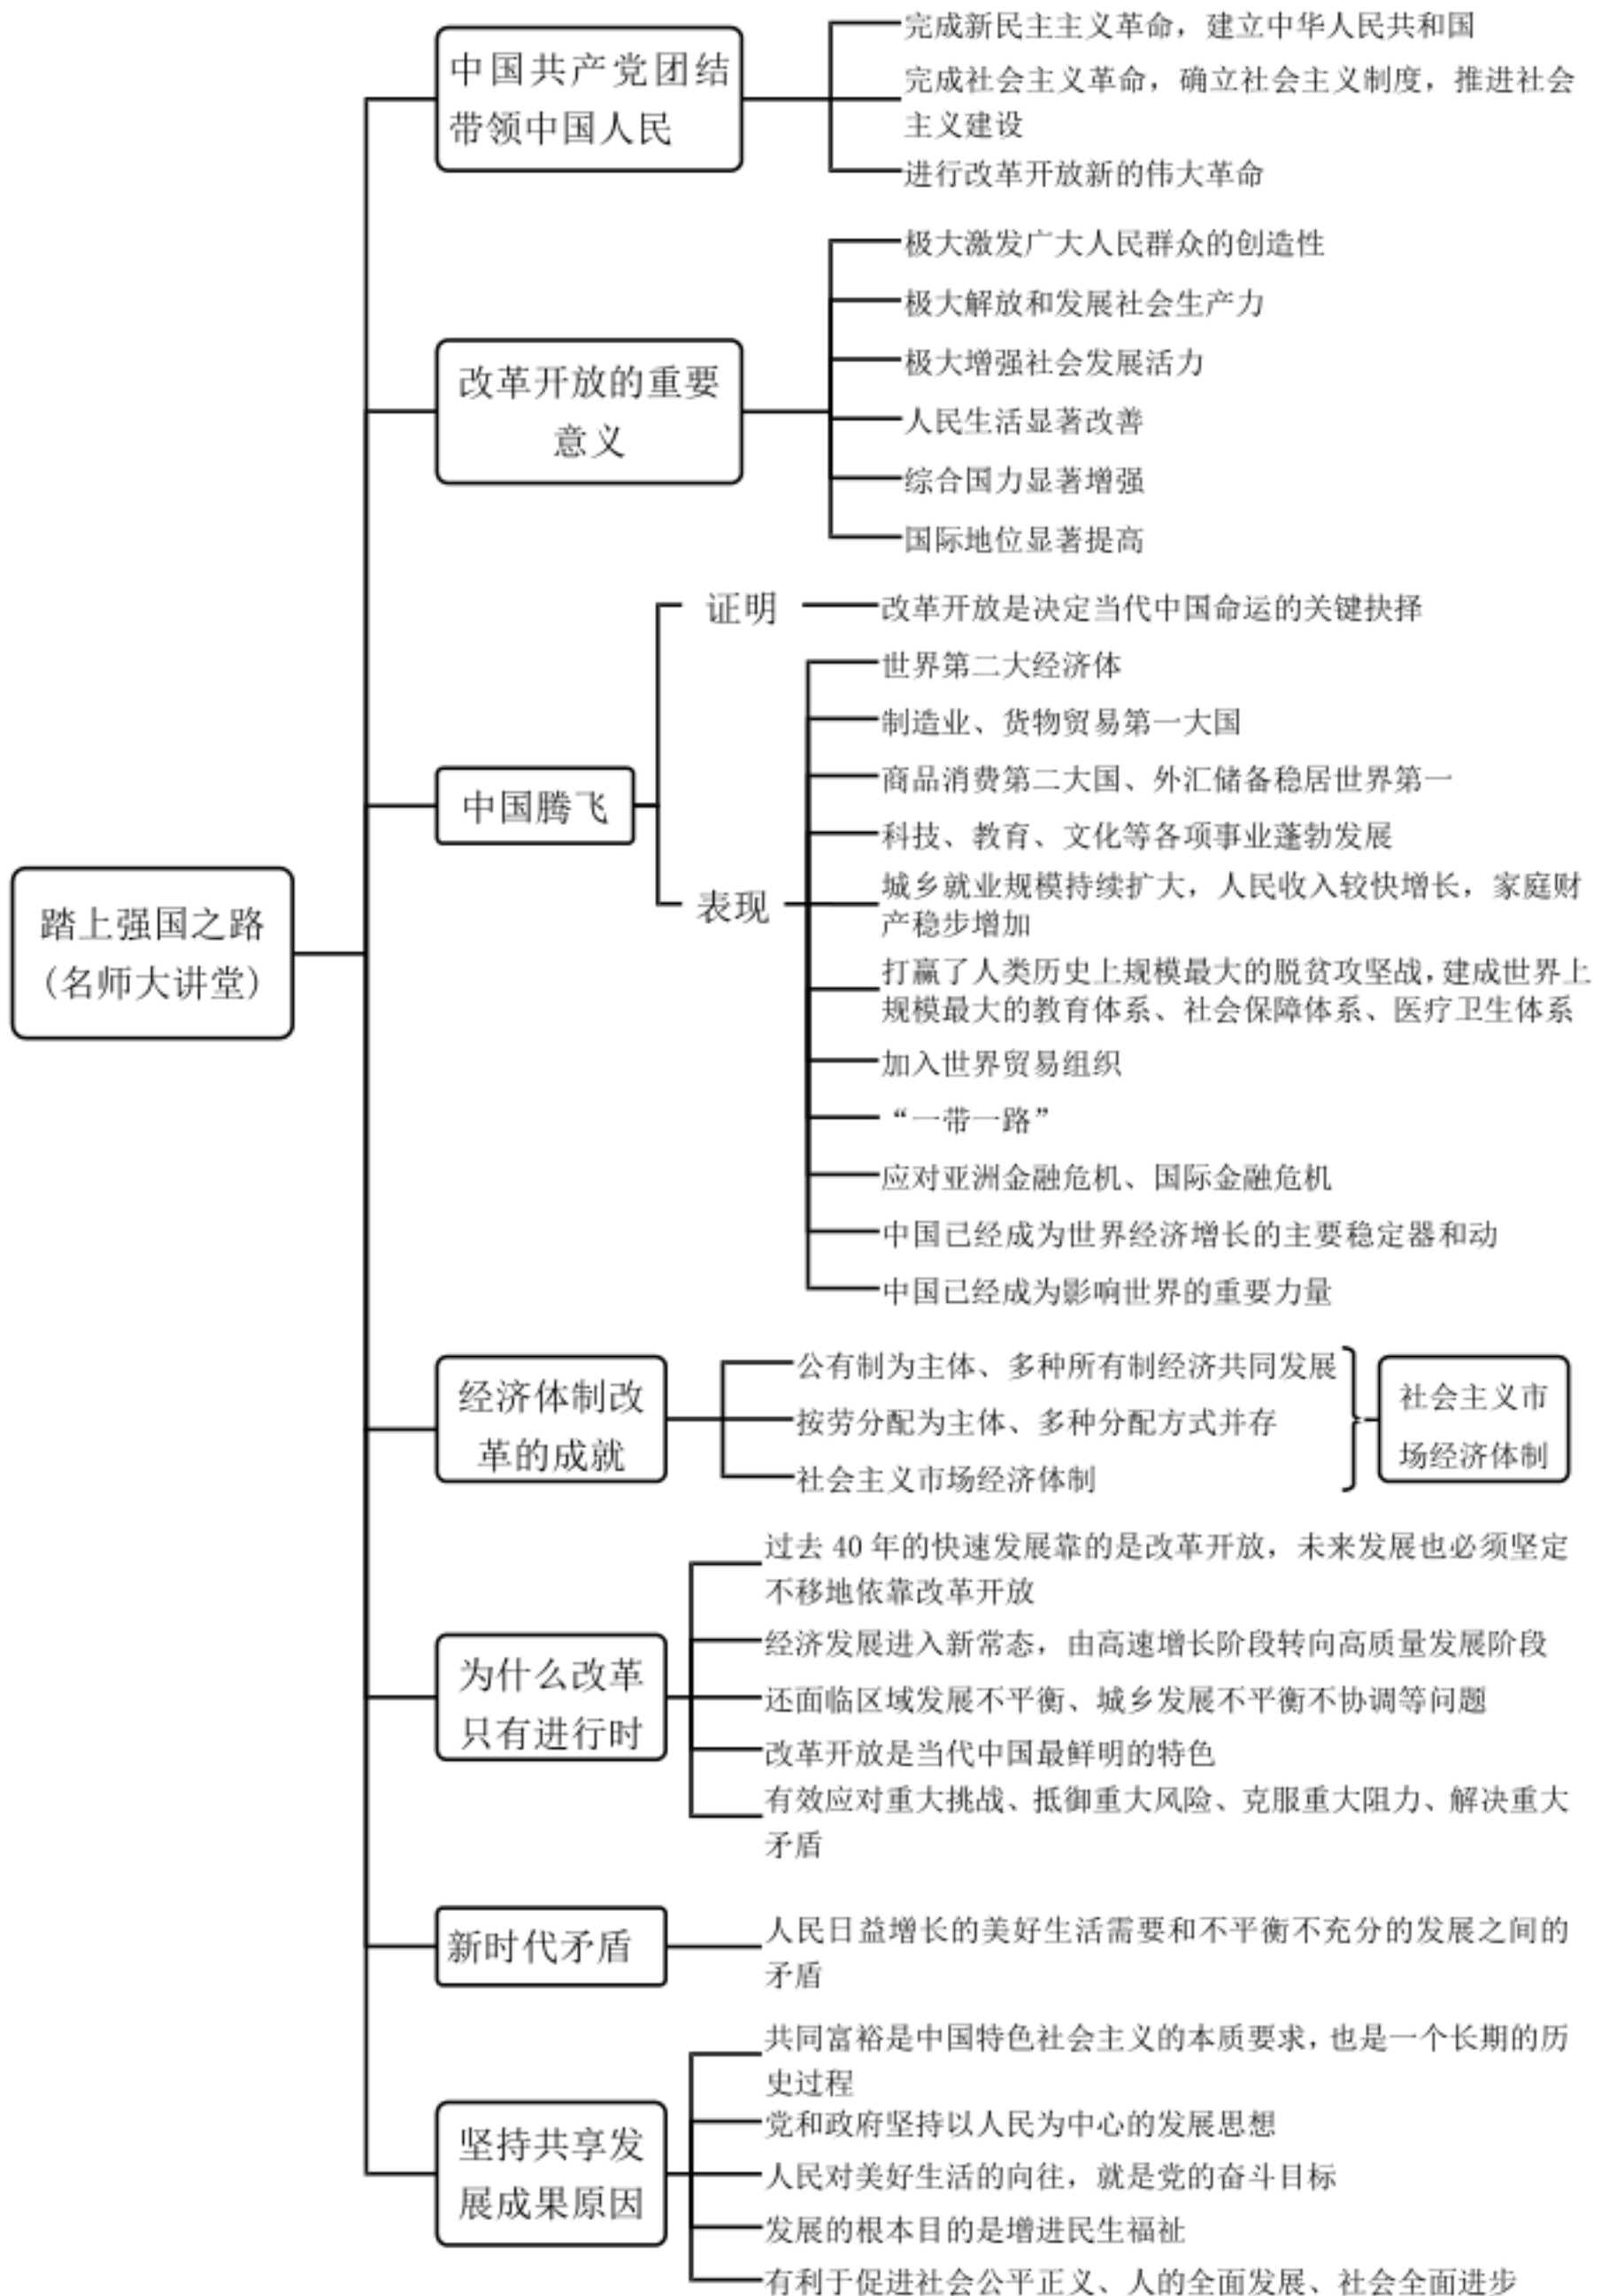 中国共产党团结
带领中国人民
完成新民主主义革命，建立中华人民共和国
完成社会主义革命，确立社会主义制度，推进社会
主义建设
进行改革开放新的伟大革命
改革开放的重要
意义
极大激发广大人民群众的创造性
极大解放和发展社会生产力
极大增强社会发展活力
人民生活显著改善
综合国力显著增强
国际地位显著提高
踏上强国之路
（名师大讲堂）
中国腾飞
证明
改革开放是决定当代中国命运的关键抉择
表现
世界第二大经济体
制造业、货物贸易第一大国
商品消费第二大国、外汇储备稳居世界第一
科技、教育、文化等各项事业蓬勃发展
城乡就业规模持续扩大，人民收入较快增长，家庭财
产稳步增加
打赢了人类历史上规模最大的脱贫攻坚战，建成世界上
规模最大的教育体系、社会保障体系、医疗卫生体系
加入世界贸易组织
“一带一路”
应对亚洲金融危机、国际金融危机
中国已经成为世界经济增长的主要稳定器和动
中国已经成为影响世界的重要力量
经济体制改
革的成就
公有制为主体、多种所有制经济共同发展
按劳分配为主体、多种分配方式并存
社会主义市场经济体制
社会主义市
场经济体制
为什么改革
只有进行时
过去 40 年的快速发展靠的是改革开放，未来发展也必须坚定
不移地依靠改革开放
经济发展进入新常态，由高速增长阶段转向高质量发展阶段
还面临区域发展不平衡、城乡发展不平衡不协调等问题
改革开放是当代中国最鲜明的特色
有效应对重大挑战、抵御重大风险、克服重大阻力、解决重大
矛盾
新时代矛盾
人民日益增长的美好生活需要和不平衡不充分的发展之间的
矛盾
坚持共享发
展成果原因
共同富裕是中国特色社会主义的本质要求，也是一个长期的历
史过程
党和政府坚持以人民为中心的发展思想
人民对美好生活的向往，就是党的奋斗目标
发展的根本目的是增进民生福祉
有利于促进社会公平正义、人的全面发展、社会全面进步